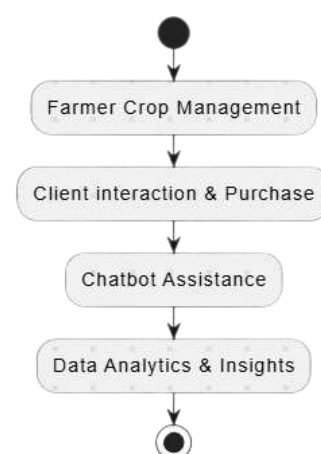 Farmer Crop Management
Client interaction & Purchase
Chatbot Assistance
Data Analytics & Insights